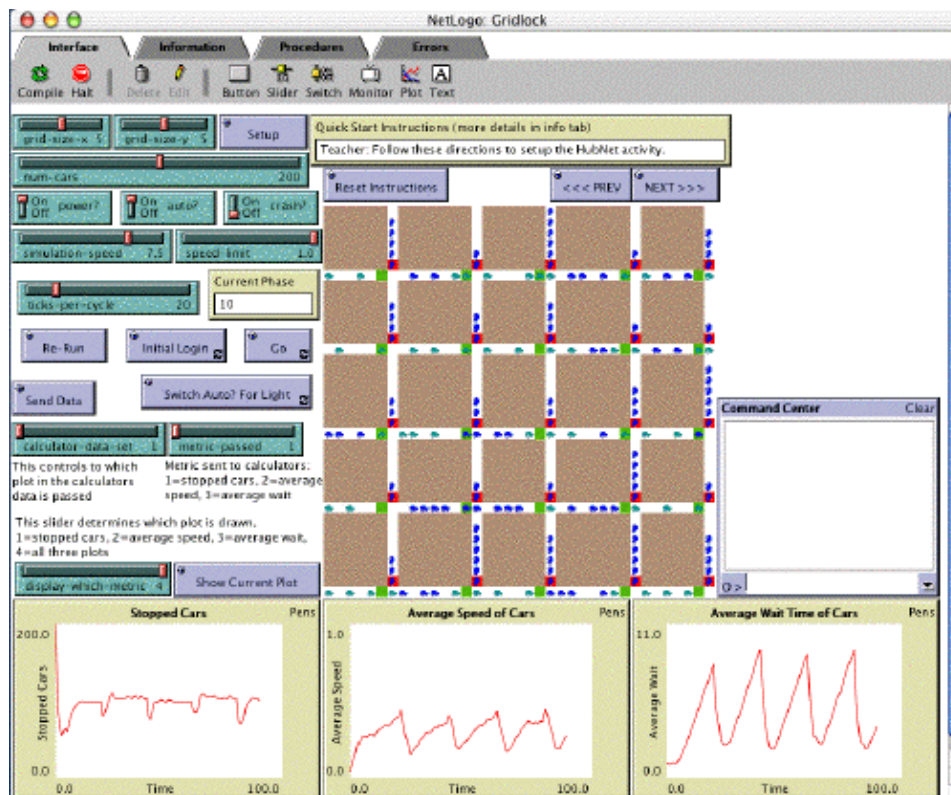 NetLogo: Gridlock
Interface Information Procedures Errors
Compile Halt Delete Edit Button Slider Switch Monitor Plot Text
grid-size-x 5 grid-size-y 5 Setup
Quick Start Instructions (more details in info tab)
Teacher: Follow these directions to setup the HubNet activity.
num-cars 200
Reset Instructions <<< PREV NEXT >>>
On Off power? On Off auto? On Off crash?
simulation-speed 7.5 speed-limit 1.0
Current Phase
ticks-per-cycle 20 10
Re-Run Initial Login Go
Send Data Switch Auto? For Light
Command Center Clear
calculator-data-set 1 metric-passed 1
This controls to which
plot in the calculators
data is passed
Metric sent to calculators:
1=stopped cars, 2=average
speed, 3=average wait
This slider determines which plot is drawn,
1=stopped cars, 2=average speed, 3=average wait,
4=all three plots
display-which-metric 4 Show Current Plot
O>
Stopped Cars Pens
200.0
Stopped Cars
0.0
0.0 Time 100.0
Average Speed of Cars Pens
1.0
Average Speed
0.0
0.0 Time 100.0
Average Wait Time of Cars Pens
11.0
Average Wait
0.0
0.0 Time 100.0